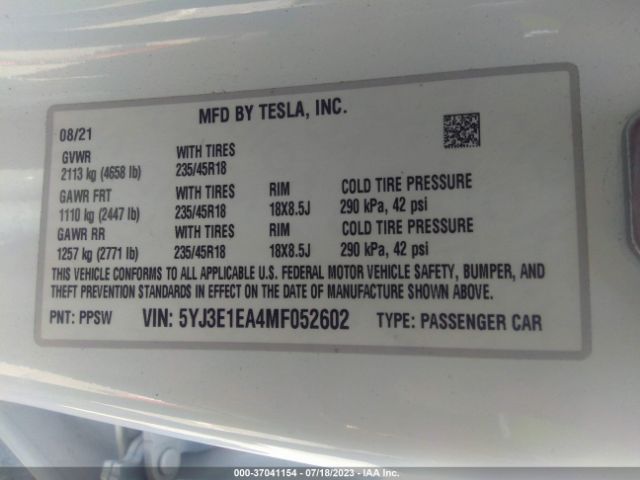 MFD BY TESLA, INC.
08/21
GVWR WITH TIRES
2113 kg (4658 lb) 235/45R18
GAWR FRT WITH TIRES RIM COLD TIRE PRESSURE
1110 kg (2447 lb) 235/45R18 18X8.5J 290 kPa, 42 psi
GAWR RR WITH TIRES RIM COLD TIRE PRESSURE
1257 kg (2771 lb) 235/45R18 18X8.5J 290 kPa, 42 psi
THIS VEHICLE CONFORMS TO ALL APPLICABLE U.S. FEDERAL MOTOR VEHICLE SAFETY, BUMPER, AND
THEFT PREVENTION STANDARDS IN EFFECT ON THE DATE OF MANUFACTURE SHOWN ABOVE.
PNT: PPSW VIN: 5YJ3E1EA4MF052602 TYPE: PASSENGER CAR
000-37041154 - 07/18/2023 - IAA Inc.